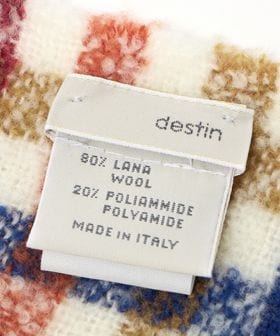 destin
80% LANA
WOOL
20% POLIAMMIDE
POLYAMIDE
MADE IN ITALY